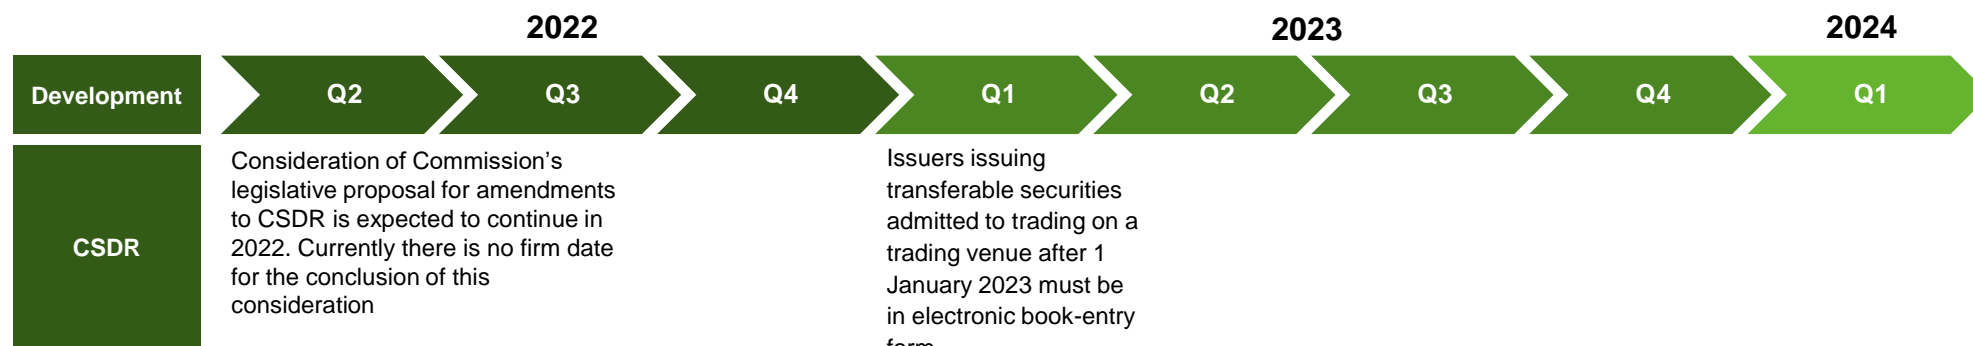 2022 2023 2024
Development Q2 Q3 Q4 Q1 Q2 Q3 Q4 Q1
CSDR
Consideration of Commission’s
legislative proposal for amendments
to CSDR is expected to continue in
2022. Currently there is no firm date
for the conclusion of this
consideration
Issuers issuing
transferable securities
admitted to trading on a
trading venue after 1
January 2023 must be
in electronic book-entry
form